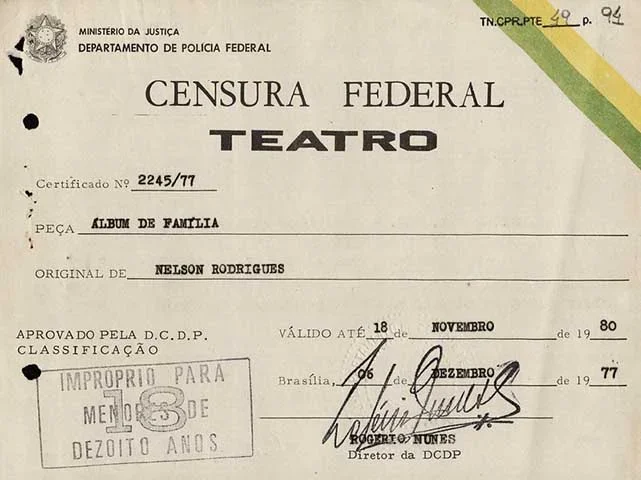 MINISTÉRIO DA JUSTIÇA
DEPARTAMENTO DE POLÍCIA FEDERAL
TN.CPR.PTE 49 p. 94
CENSURA FEDERAL
TEATRO
Certificado Nº 2245/77
PEÇA ÁLBUM DE FAMÍLIA
ORIGINAL DE NELSON RODRIGUES
APROVADO PELA D.C.D.P.
CLASSIFICAÇÃO
VÁLIDO ATÉ 18 de NOVEMBRO de 19 80
Brasília, 06 de DEZEMBRO de 19 77
IMPROPRIO PARA
MENORES DE
18
DEZOITO ANOS
ROGÉRIO NUNES
Diretor da DCDP